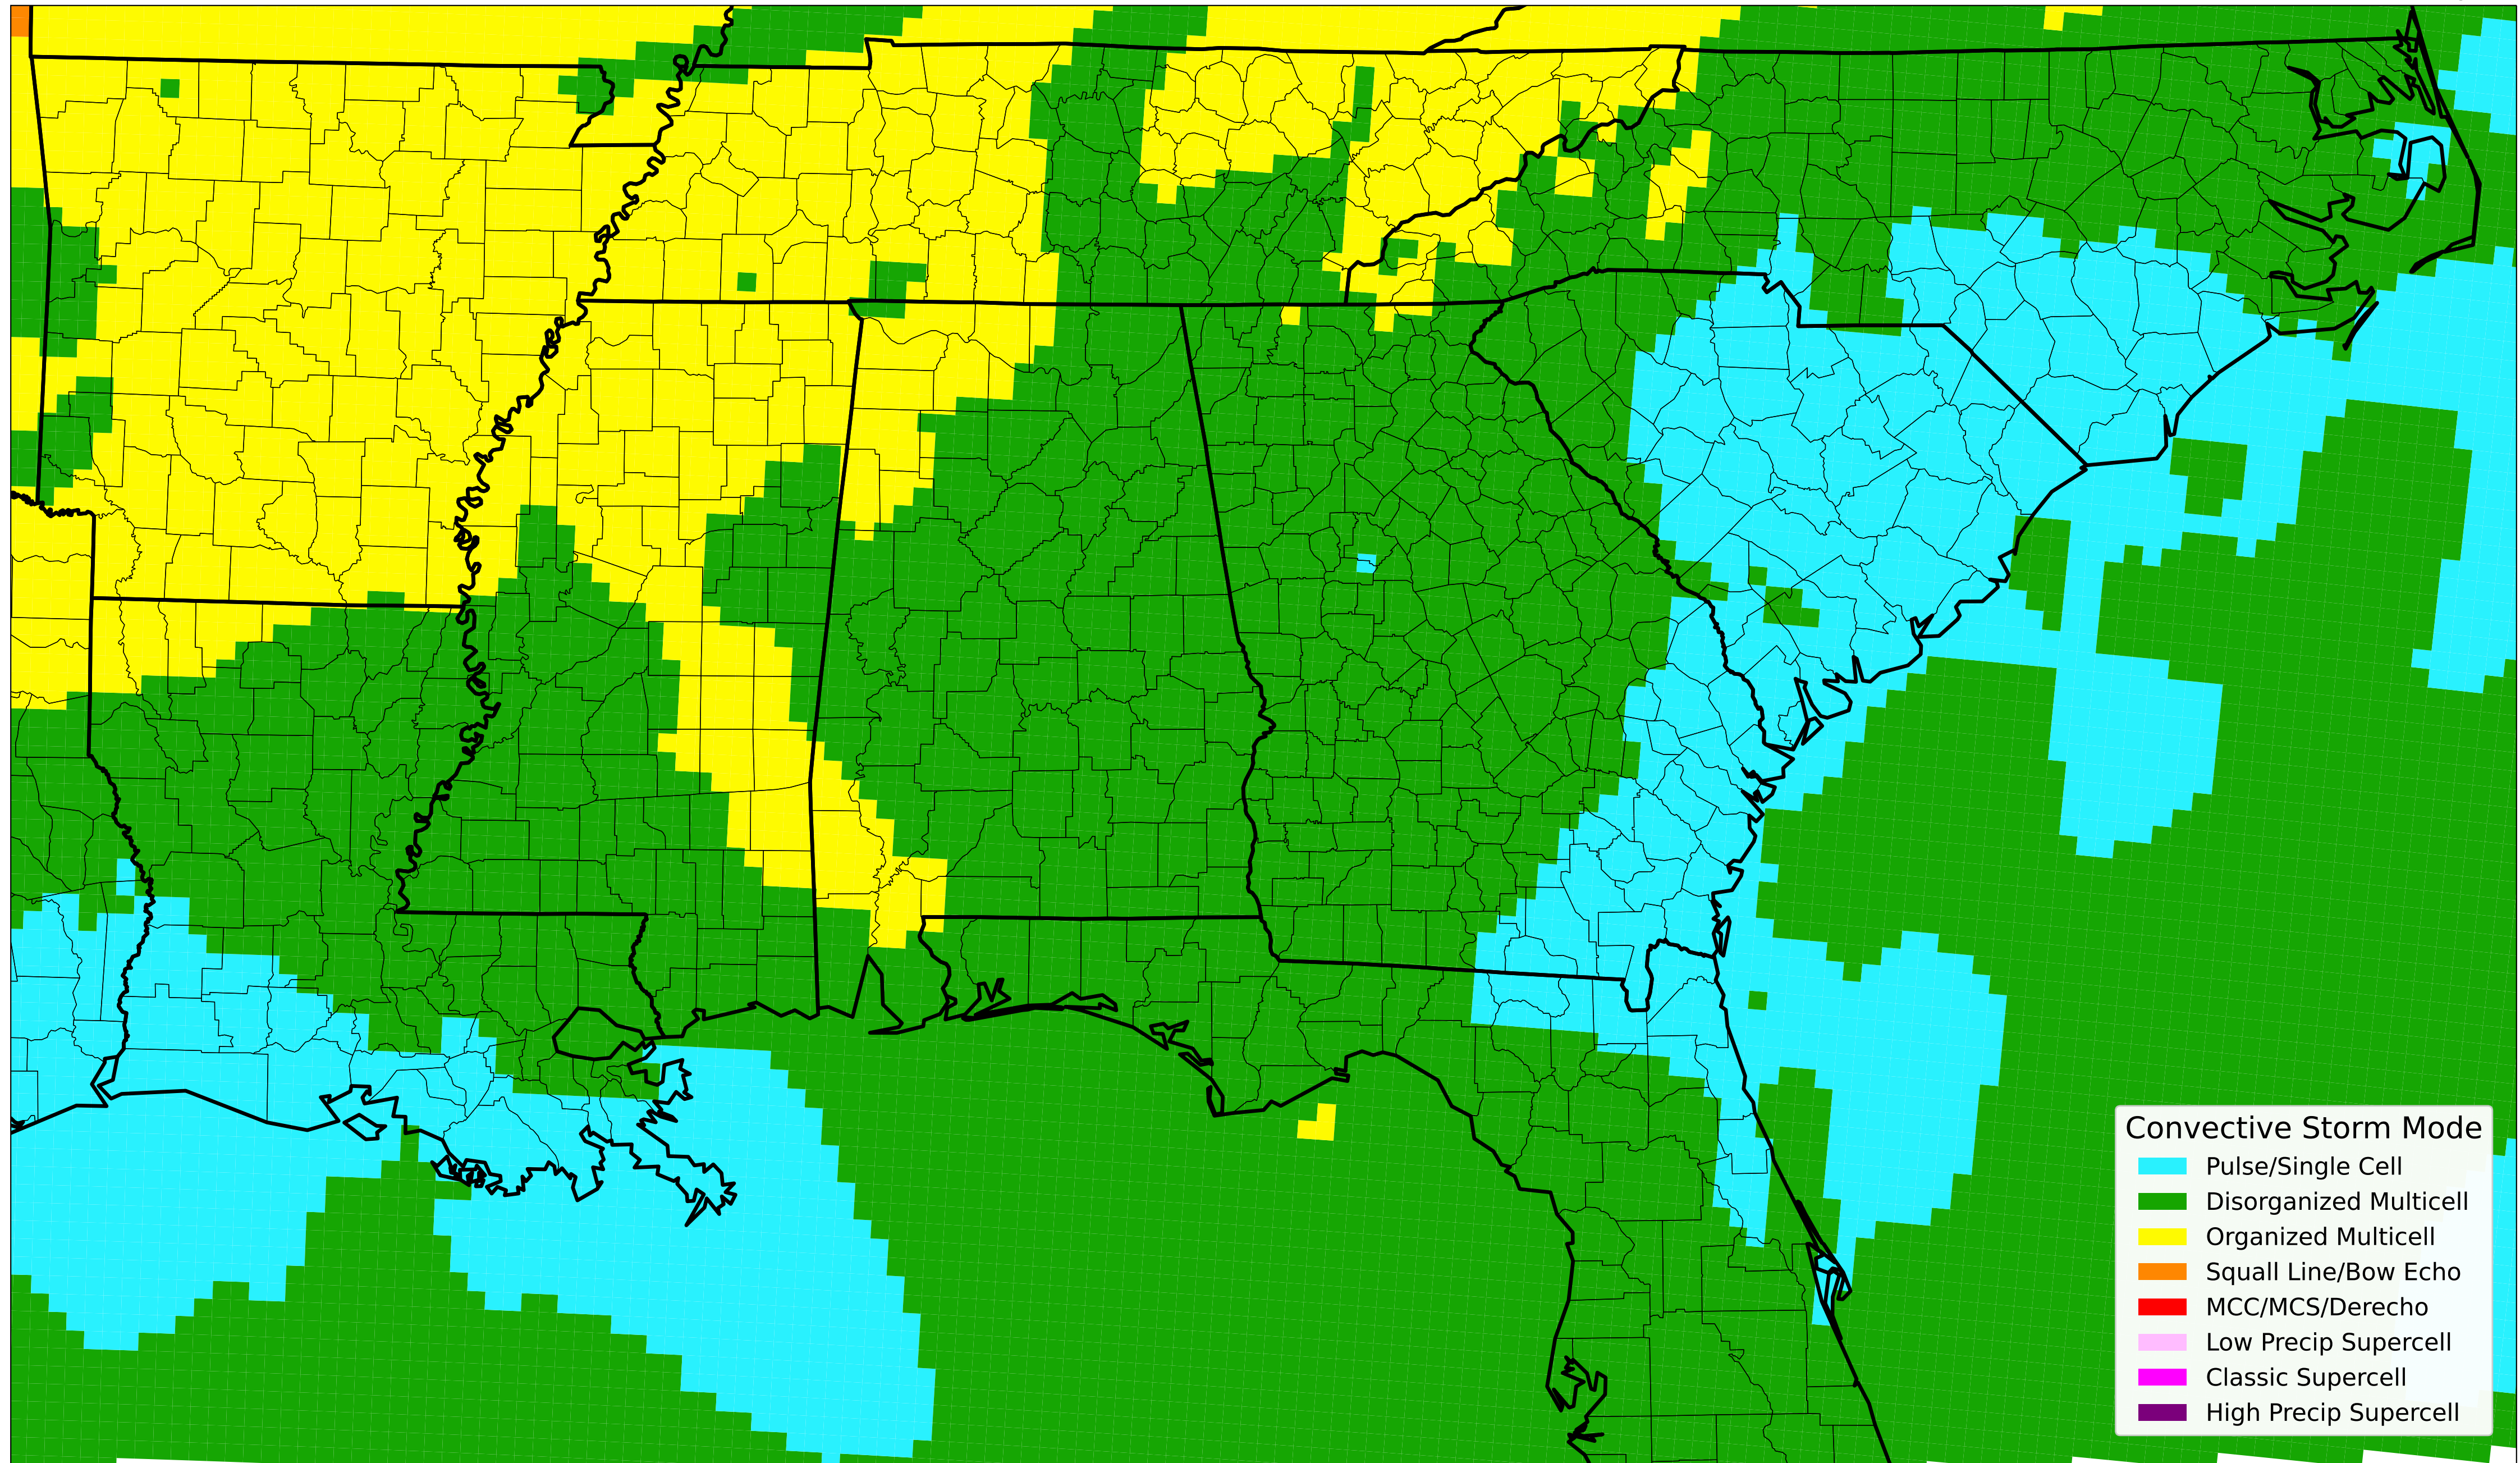 Convective Storm Mode
Pulse/Single Cell
Disorganized Multicell
Organized Multicell
Squall Line/Bow Echo
MCC/MCS/Derecho
Low Precip Supercell
Classic Supercell
High Precip Supercell